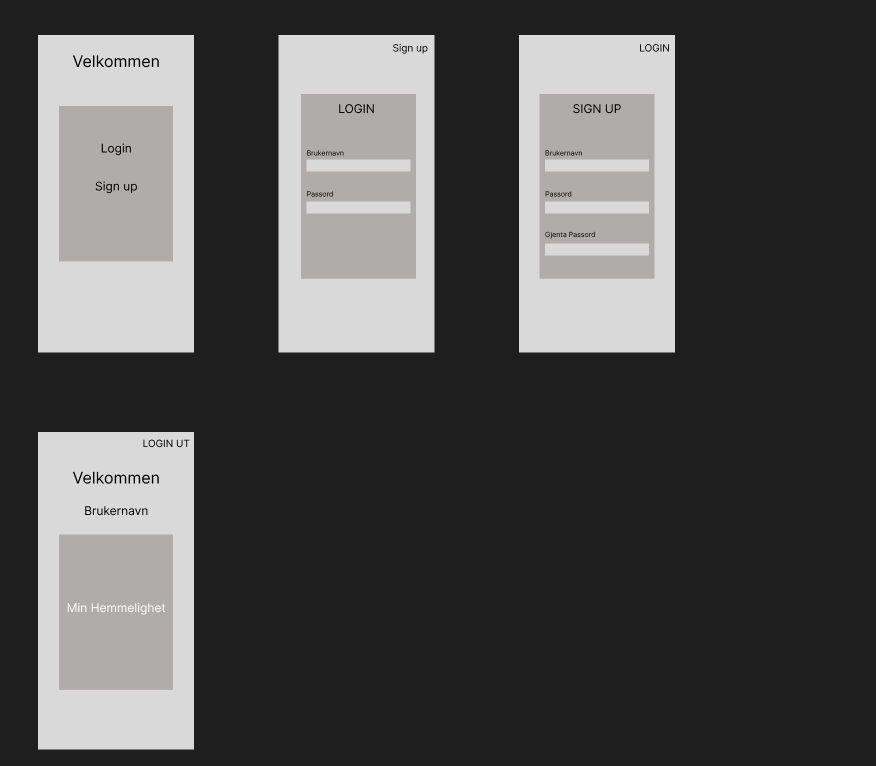 Velkommen
Login
Sign up
Sign up
LOGIN
Brukernavn
Passord
LOGIN
SIGN UP
Brukernavn
Passord
Gjenta Passord
LOGIN UT
Velkommen
Brukernavn
Min Hemmelighet